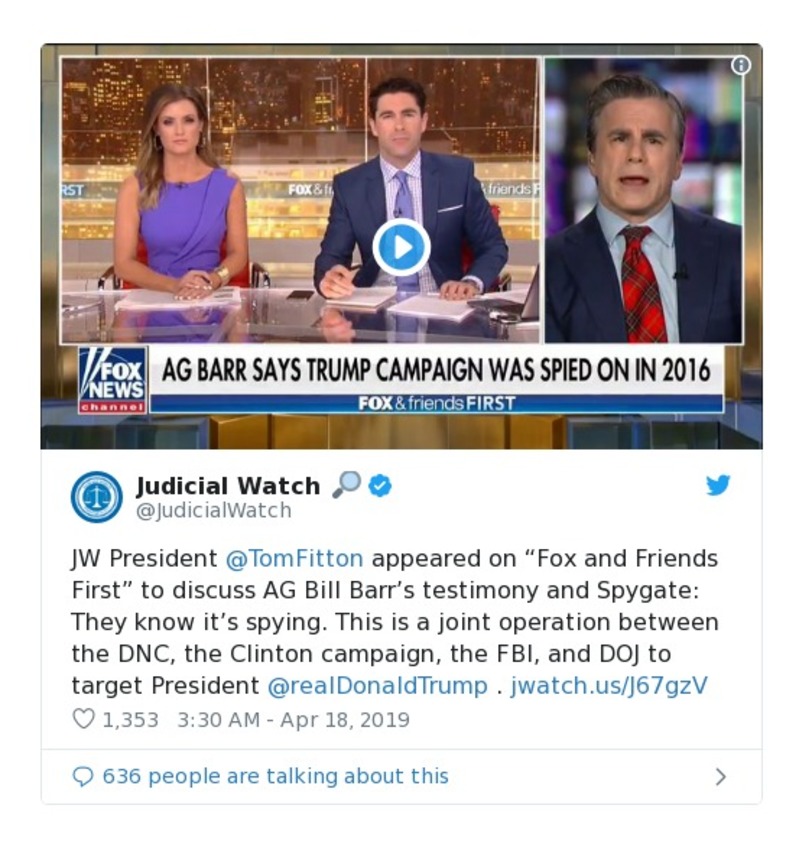 RST
FOX&fr
friends F
AG BARR SAYS TRUMP CAMPAIGN WAS SPIED ON IN 2016
FOX
NEWS
channel
FOX&friends FIRST
Judicial Watch
@JudicialWatch
JW President @TomFitton appeared on “Fox and Friends
First” to discuss AG Bill Barr’s testimony and Spygate:
They know it’s spying. This is a joint operation between
the DNC, the Clinton campaign, the FBI, and DOJ to
target President @realDonaldTrump . jwatch.us/J67gzV
1,353 3:30 AM - Apr 18, 2019
636 people are talking about this